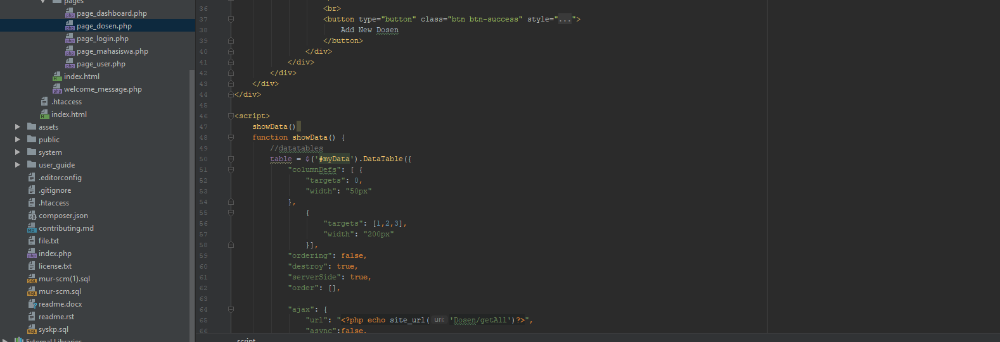 pages
page_dashboard.php
page_dosen.php
page_login.php
page_mahasiswa.php
page_user.php
index.html
welcome_message.php
.htaccess
index.html
assets
public
system
user_guide
.editorconfig
.gitignore
.htaccess
composer.json
contributing.md
file.txt
index.php
license.txt
mur-scm(1).sql
mur-scm.sql
readme.docx
readme.rst
syskp.sql
External Libraries
36 <br>
37 <button type="button" class="btn btn-success" style="...">
38 Add New Dosen
39 </button>
40 </div>
41 </div>
42 </div>
43 </div>
44 </div>
45
46 <script>
47 showData()
48 function showData() {
49 //datatables
50 table = $('#myData').DataTable({
51 "columnDefs": [ {
52 "targets": 0,
53 "width": "50px"
54 },
55 {
56 "targets": [1,2,3],
57 "width": "200px"
58 }],
59 "ordering": false,
60 "destroy": true,
61 "serverSide": true,
62 "order": [],
63
64 "ajax": {
65 "url": "<?php echo site_url( uri: 'Dosen/getAll')?>",
66 "async":false,
script